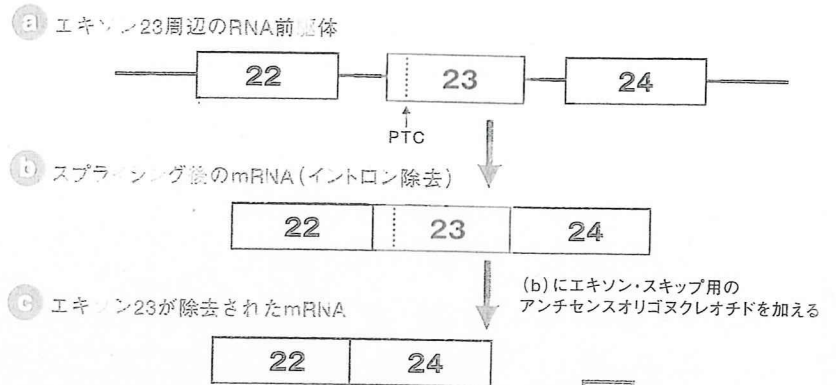 a エキソン23周辺のRNA前駆体
22 23 24
PTC
b スプライシング後のmRNA(イントロン除去)
22 23 24
(b)にエキソン・スキップ用の
アンチセンスオリゴヌクレオチドを加える
c エキソン23が除去されたmRNA
22 24